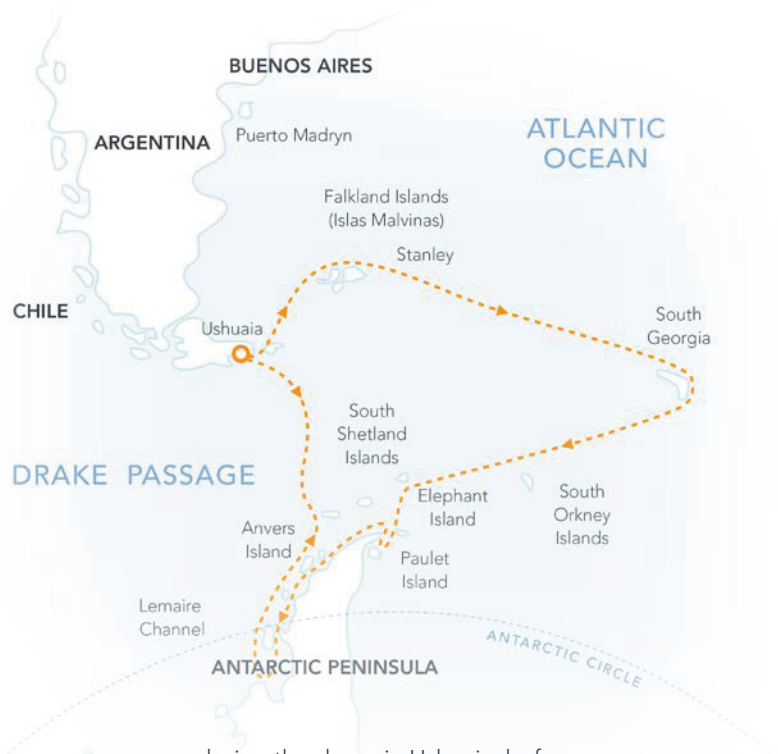 BUENOS AIRES
ARGENTINA
Puerto Madryn
ATLANTIC
OCEAN
Falkland Islands
(Islas Malvinas)
Stanley
CHILE
Ushuaia
South
Georgia
South
Shetland
Islands
DRAKE PASSAGE
Elephant
Island
South
Orkney
Islands
Anvers
Island
Paulet
Island
Lemaire
Channel
ANTARCTIC CIRCLE
ANTARCTIC PENINSULA